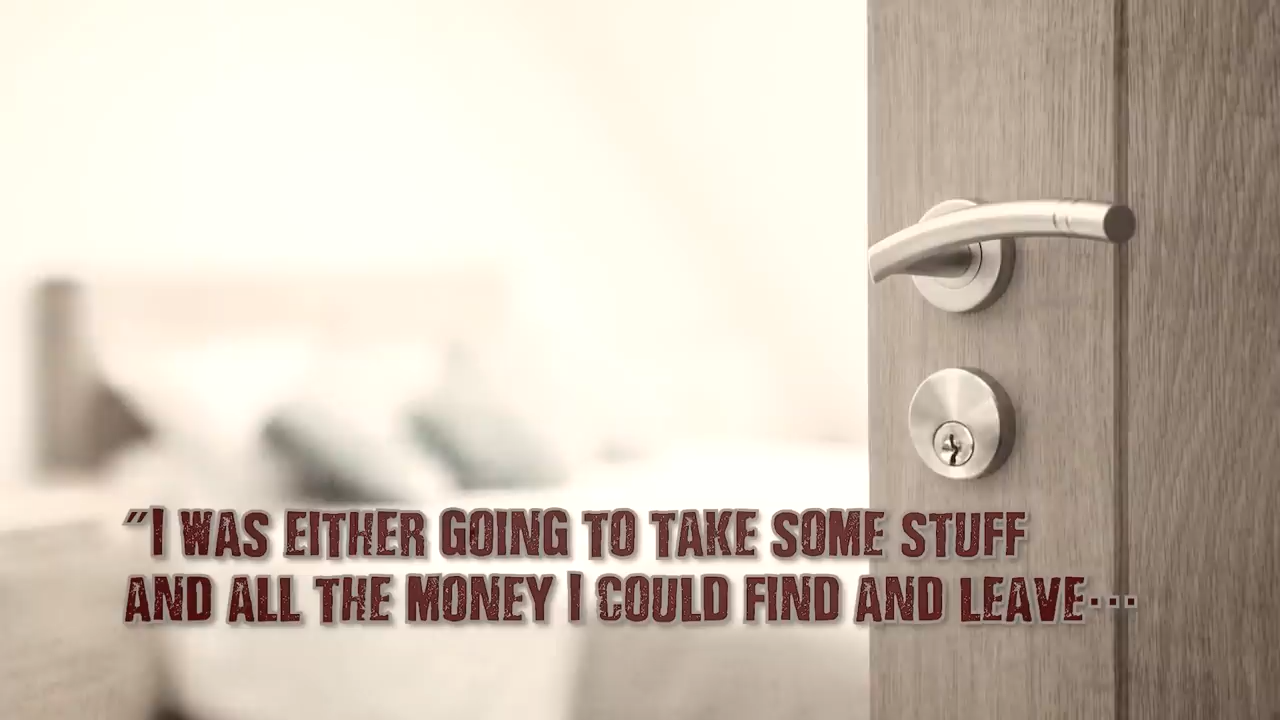 "I WAS EITHER GOING TO TAKE SOME STUFF
AND ALL THE MONEY I COULD FIND AND LEAVE...